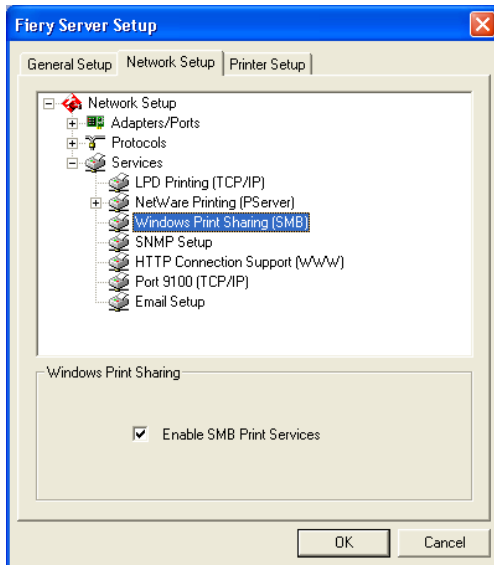 Fiery Server Setup
General Setup
Network Setup
Printer Setup
Network Setup
Adapters/Ports
Protocols
Services
LPD Printing (TCP/IP)
NetWare Printing (PServer)
Windows Print Sharing (SMB)
SNMP Setup
HTTP Connection Support (WWW)
Port 9100 (TCP/IP)
Email Setup
Windows Print Sharing
Enable SMB Print Services
OK
Cancel